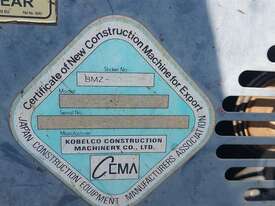 EAR
Certificate of New Construction Machine for Export
Sticker No.
BMZ-
Model
Serial No.
Manufacturer
KOBELCO CONSTRUCTION
MACHINERY CO., LTD.
CEMA
JAPAN CONSTRUCTION EQUIPMENT MANUFACTURERS ASSOCIATION